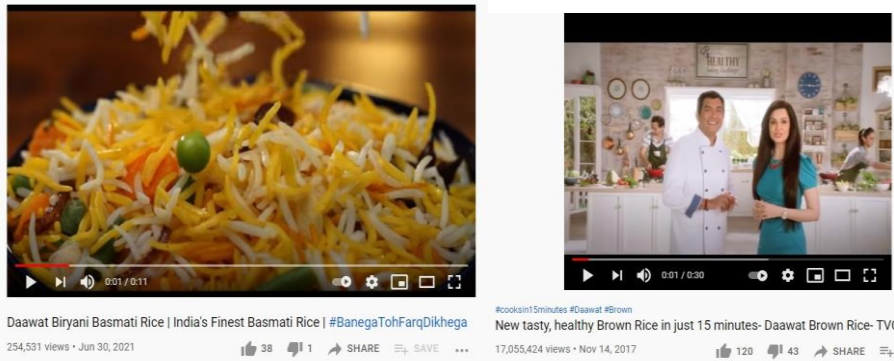 0:01 / 0:11
Daawat Biryani Basmati Rice | India's Finest Basmati Rice | #BanegaTohFarqDikhega
254,531 views • Jun 30, 2021
38
1
SHARE
SAVE
HEALTHY
0:01 / 0:30
#cooksin15minutes #Daawat #Brown
New tasty, healthy Brown Rice in just 15 minutes- Daawat Brown Rice- TVC
17,055,424 views • Nov 14, 2017
120
43
SHARE